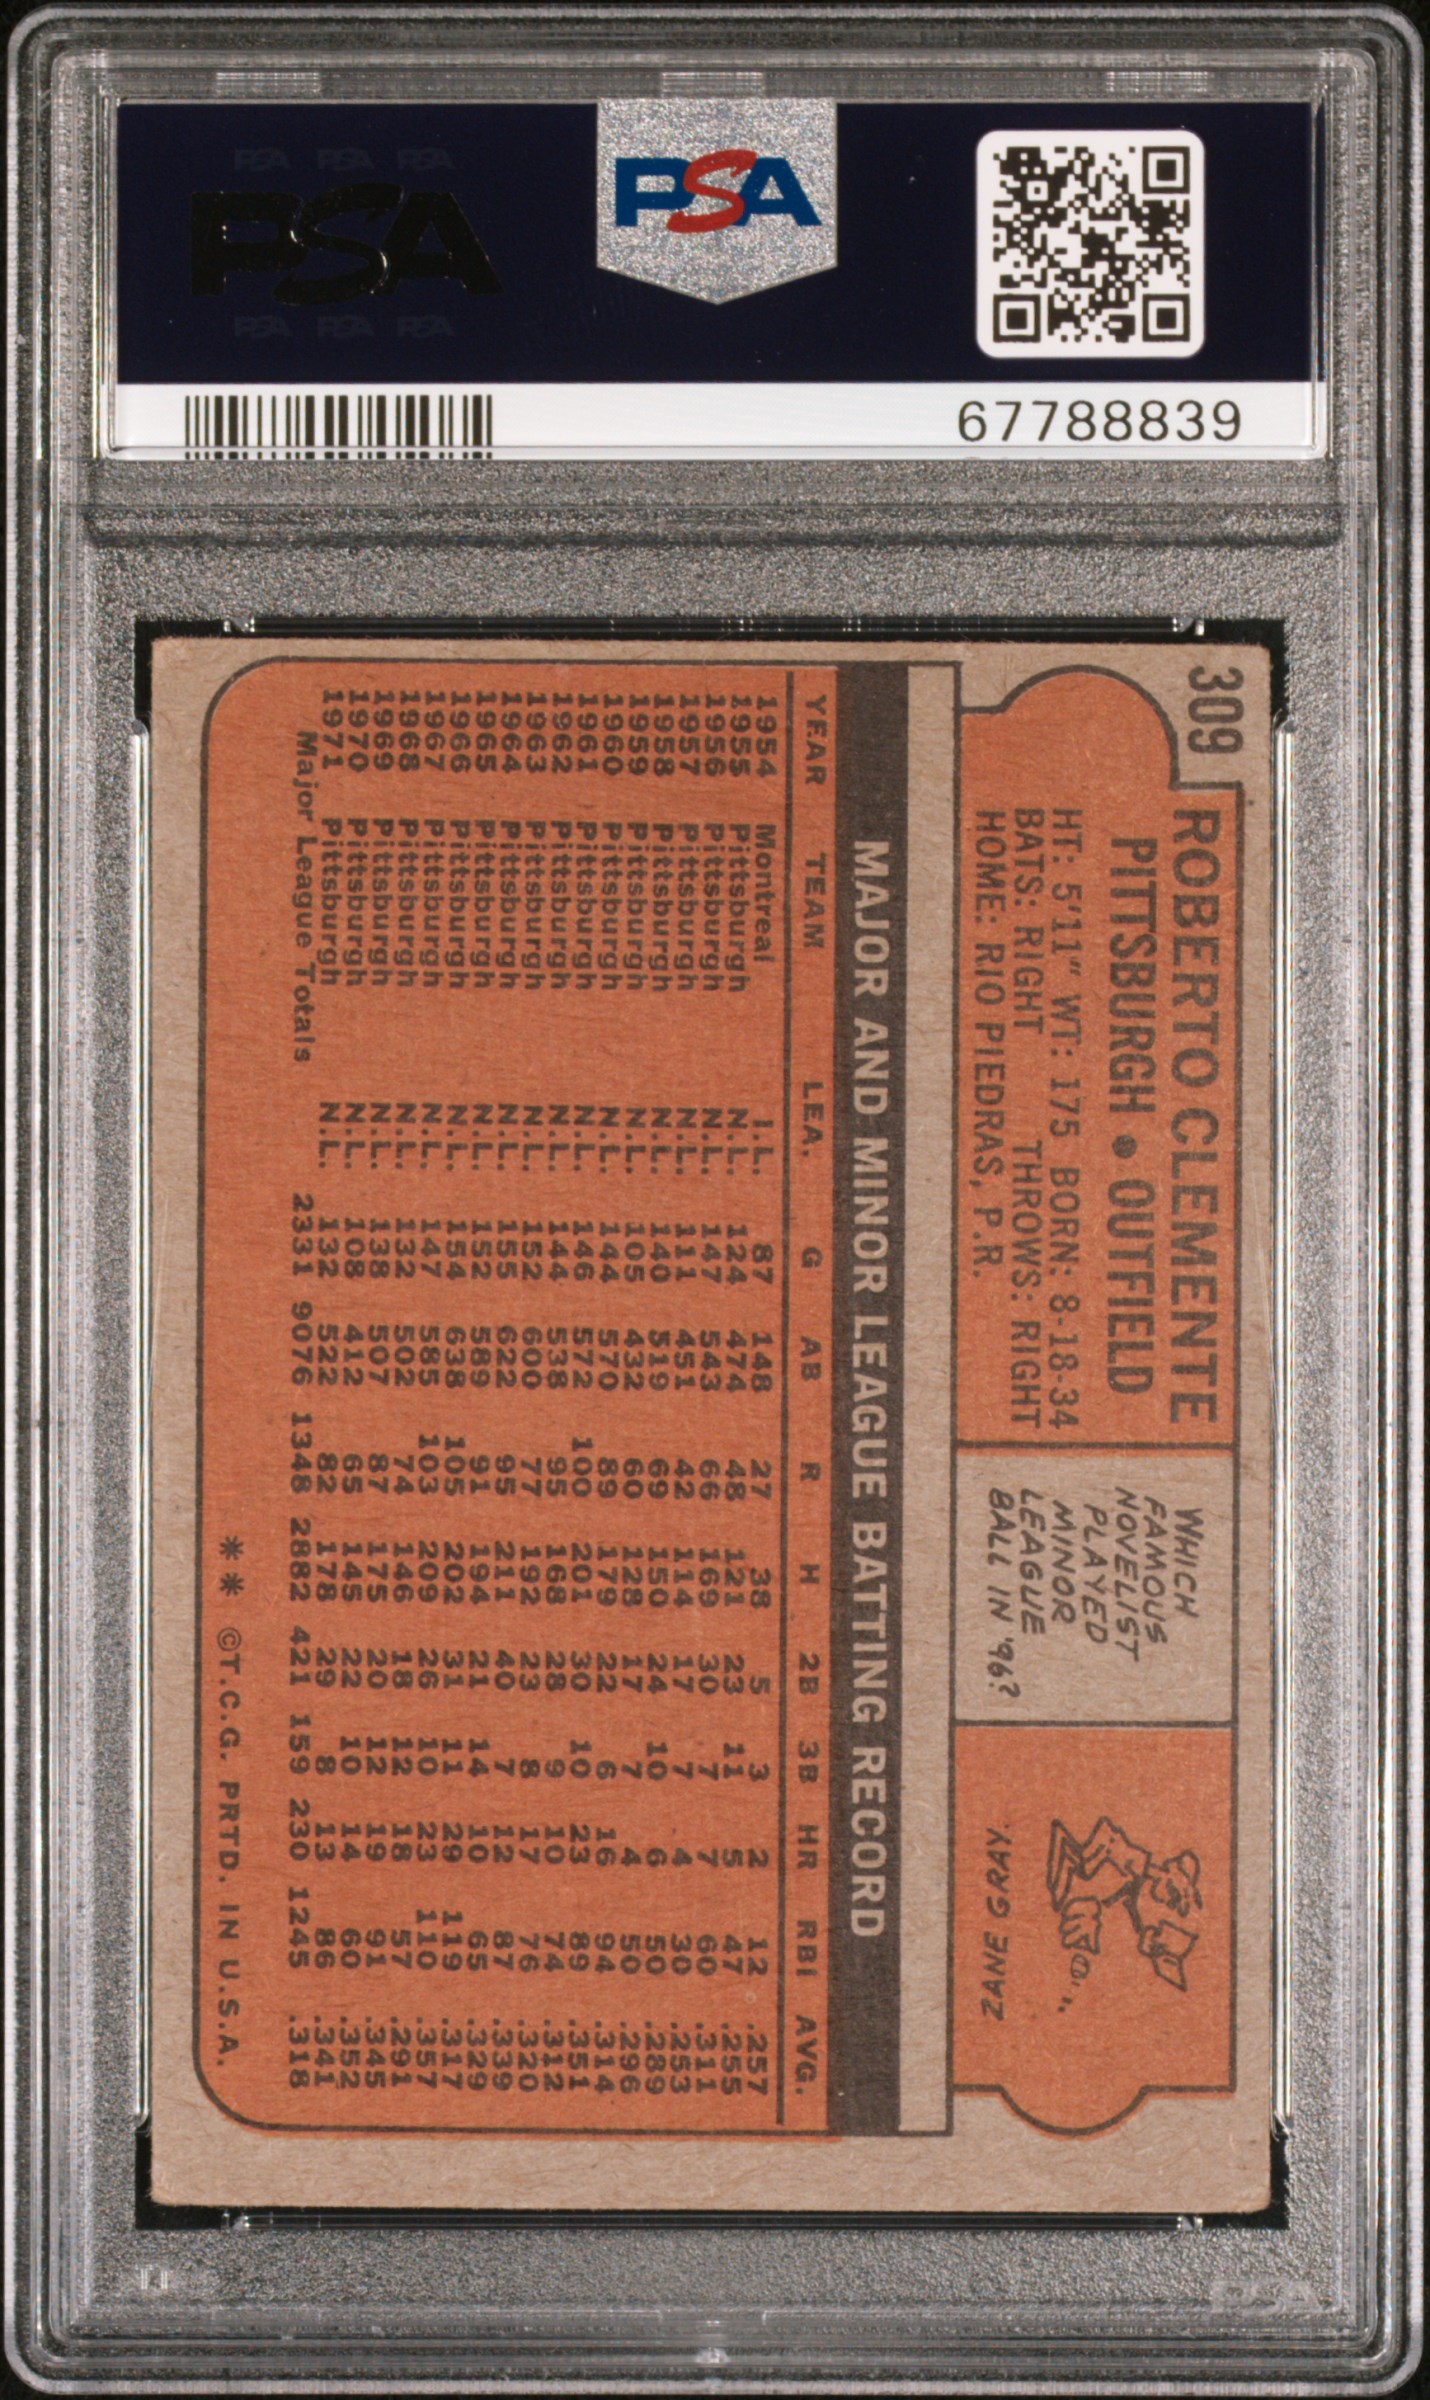 PSA PSA PSA
PSA
PSA PSA PSA
PSA
67788839
309
ROBERTO CLEMENTE
PITTSBURGH • OUTFIELD
HT: 5'11" WT: 175 BORN: 8-18-34
BATS: RIGHT THROWS: RIGHT
HOME: RIO PIEDRAS, P.R.
WHICH
FAMOUS
NOVELIST
PLAYED
MINOR
LEAGUE
BALL IN '96?
ZANE GRAY.
MAJOR AND MINOR LEAGUE BATTING RECORD
YEAR TEAM LEA. G AB R H 2B 3B HR RBI AVG.
1954 Montreal I.L. 87 148 27 38 5 3 2 12 .257
1955 Pittsburgh N.L. 124 474 48 121 23 11 5 47 .255
1956 Pittsburgh N.L. 147 543 66 169 30 7 7 60 .311
1957 Pittsburgh N.L. 111 451 42 114 17 7 4 30 .253
1958 Pittsburgh N.L. 140 519 69 150 24 10 6 50 .289
1959 Pittsburgh N.L. 105 432 60 128 17 7 4 50 .296
1960 Pittsburgh N.L. 144 570 89 179 22 6 16 94 .314
1961 Pittsburgh N.L. 146 572 100 201 30 10 23 89 .351
1962 Pittsburgh N.L. 144 538 95 168 28 9 10 74 .312
1963 Pittsburgh N.L. 152 600 77 192 23 8 17 76 .320
1964 Pittsburgh N.L. 155 622 95 211 40 7 12 87 .339
1965 Pittsburgh N.L. 152 589 91 194 21 14 10 65 .329
1966 Pittsburgh N.L. 154 638 105 202 31 11 29 119 .317
1967 Pittsburgh N.L. 147 585 103 209 26 10 23 110 .357
1968 Pittsburgh N.L. 132 502 74 146 18 12 18 57 .291
1969 Pittsburgh N.L. 138 507 87 175 20 12 19 91 .345
1970 Pittsburgh N.L. 108 412 65 145 22 10 14 60 .352
1971 Pittsburgh N.L. 132 522 82 178 29 8 13 86 .341
Major League Totals 2331 9076 1348 2882 421 159 230 1245 .318
** ©T.C.G. PRTD. IN U.S.A.
PSA